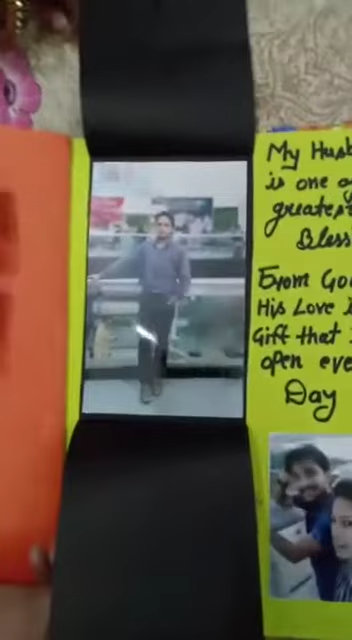 My Husb
is one o
greatest
Bless
From Go
His Love i
Gift that I
open eve
Day